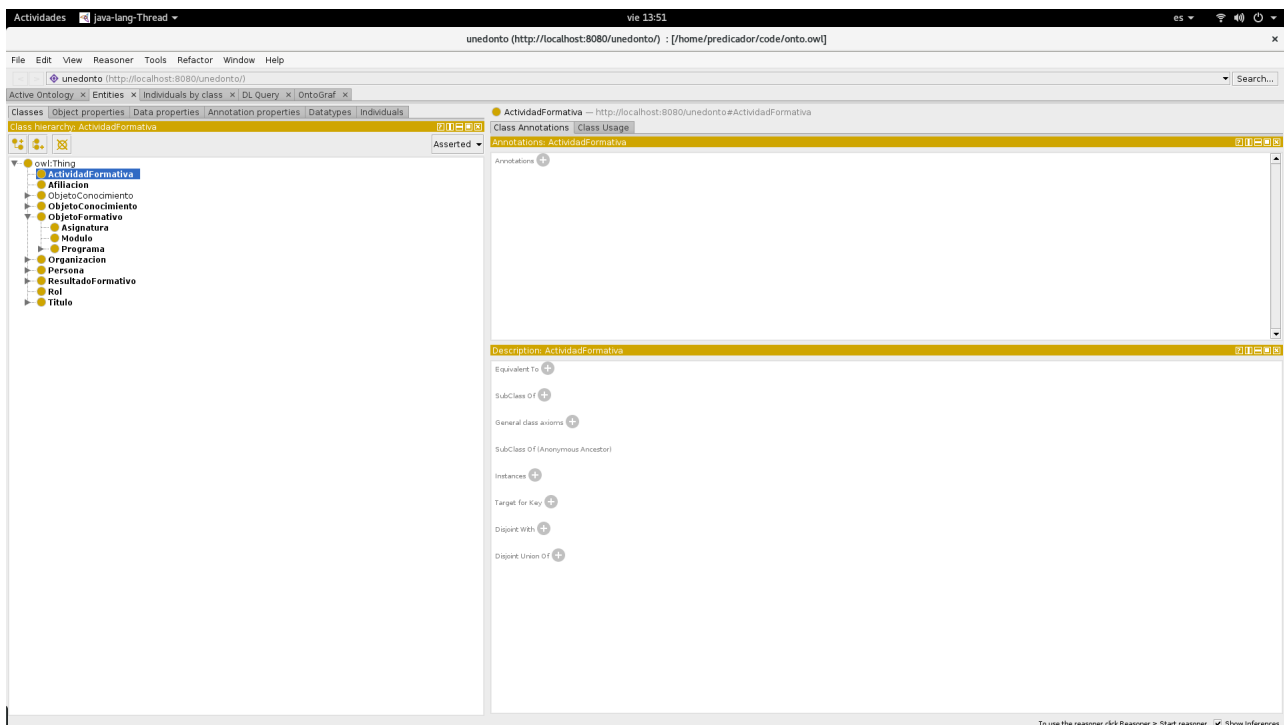 Actividades java-lang-Thread vie 13:51 es
unedonto (http://localhost:8080/unedonto/) : [/home/predicador/code/onto.owl] ×
File Edit View Reasoner Tools Refactor Window Help
unedonto (http://localhost:8080/unedonto/) Search...
Active Ontology × Entities × Individuals by class × DL Query × OntoGraf ×
Classes Object properties Data properties Annotation properties Datatypes Individuals
Class hierarchy: ActividadFormativa
Asserted
owl:Thing
ActividadFormativa
Afiliacion
ObjetoConocimiento
ObjetoConocimiento
ObjetoFormativo
Asignatura
Modulo
Programa
Organizacion
Persona
ResultadoFormativo
Rol
Titulo
ActividadFormativa — http://localhost:8080/unedonto#ActividadFormativa
Class Annotations Class Usage
Annotations: ActividadFormativa
Annotations
Description: ActividadFormativa
Equivalent To
SubClass Of
General class axioms
SubClass Of (Anonymous Ancestor)
Instances
Target for Key
Disjoint With
Disjoint Union Of
To use the reasoner click Reasoner > Start reasoner Show Inferences